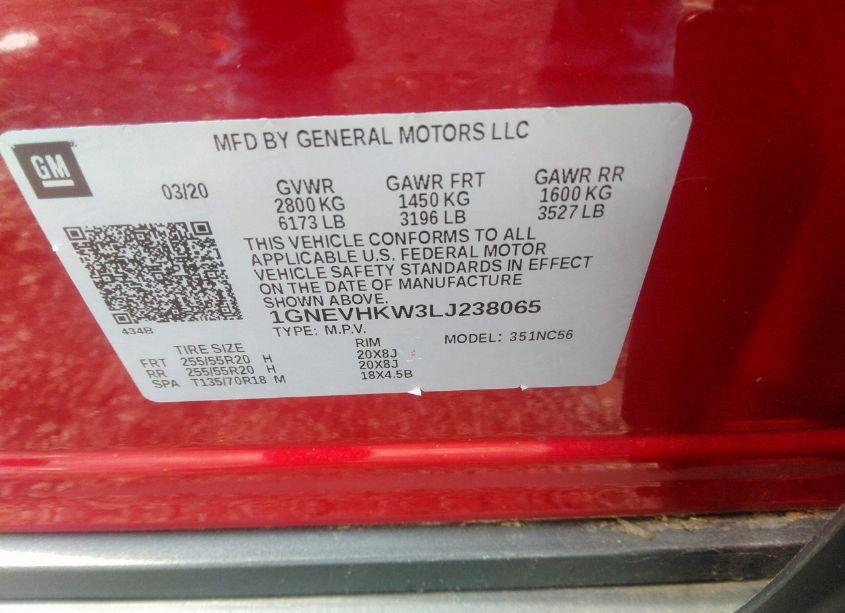 GM
MFD BY GENERAL MOTORS LLC
03/20
GVWR
2800 KG
6173 LB
GAWR FRT
1450 KG
3196 LB
GAWR RR
1600 KG
3527 LB
THIS VEHICLE CONFORMS TO ALL
APPLICABLE U.S. FEDERAL MOTOR
VEHICLE SAFETY STANDARDS IN EFFECT
ON THE DATE OF MANUFACTURE
SHOWN ABOVE.
434B
1GNEVHKW3LJ238065
TYPE: M.P.V.
MODEL: 351NC56
TIRE SIZE RIM
FRT 255/55R20 H 20X8J
RR 255/55R20 H 20X8J
SPA T135/70R18 M 18X4.5B